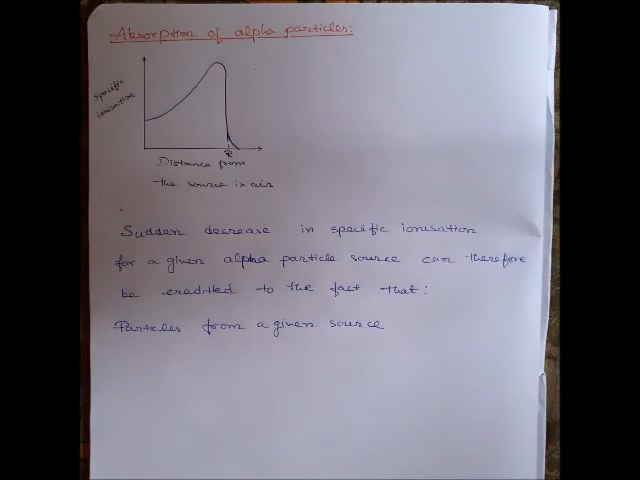 Absorption of alpha particles:
Specific
ionisation
R
Distance from
the source in air
Sudden decrease in specific ionisation
for a given alpha particle source can therefore
be creditted to the fact that:
Particles from a given source